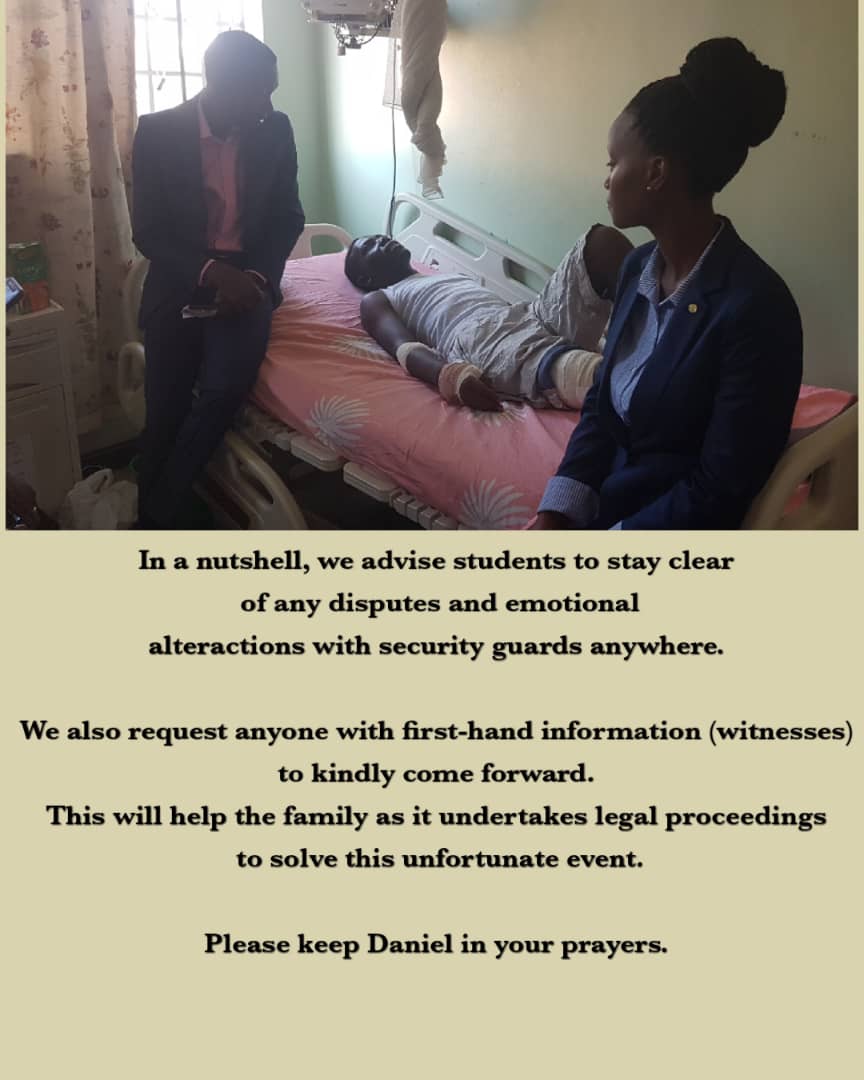 In a nutshell, we advise students to stay clear
of any disputes and emotional
alteractions with security guards anywhere.
We also request anyone with first-hand information (witnesses)
to kindly come forward.
This will help the family as it undertakes legal proceedings
to solve this unfortunate event.
Please keep Daniel in your prayers.